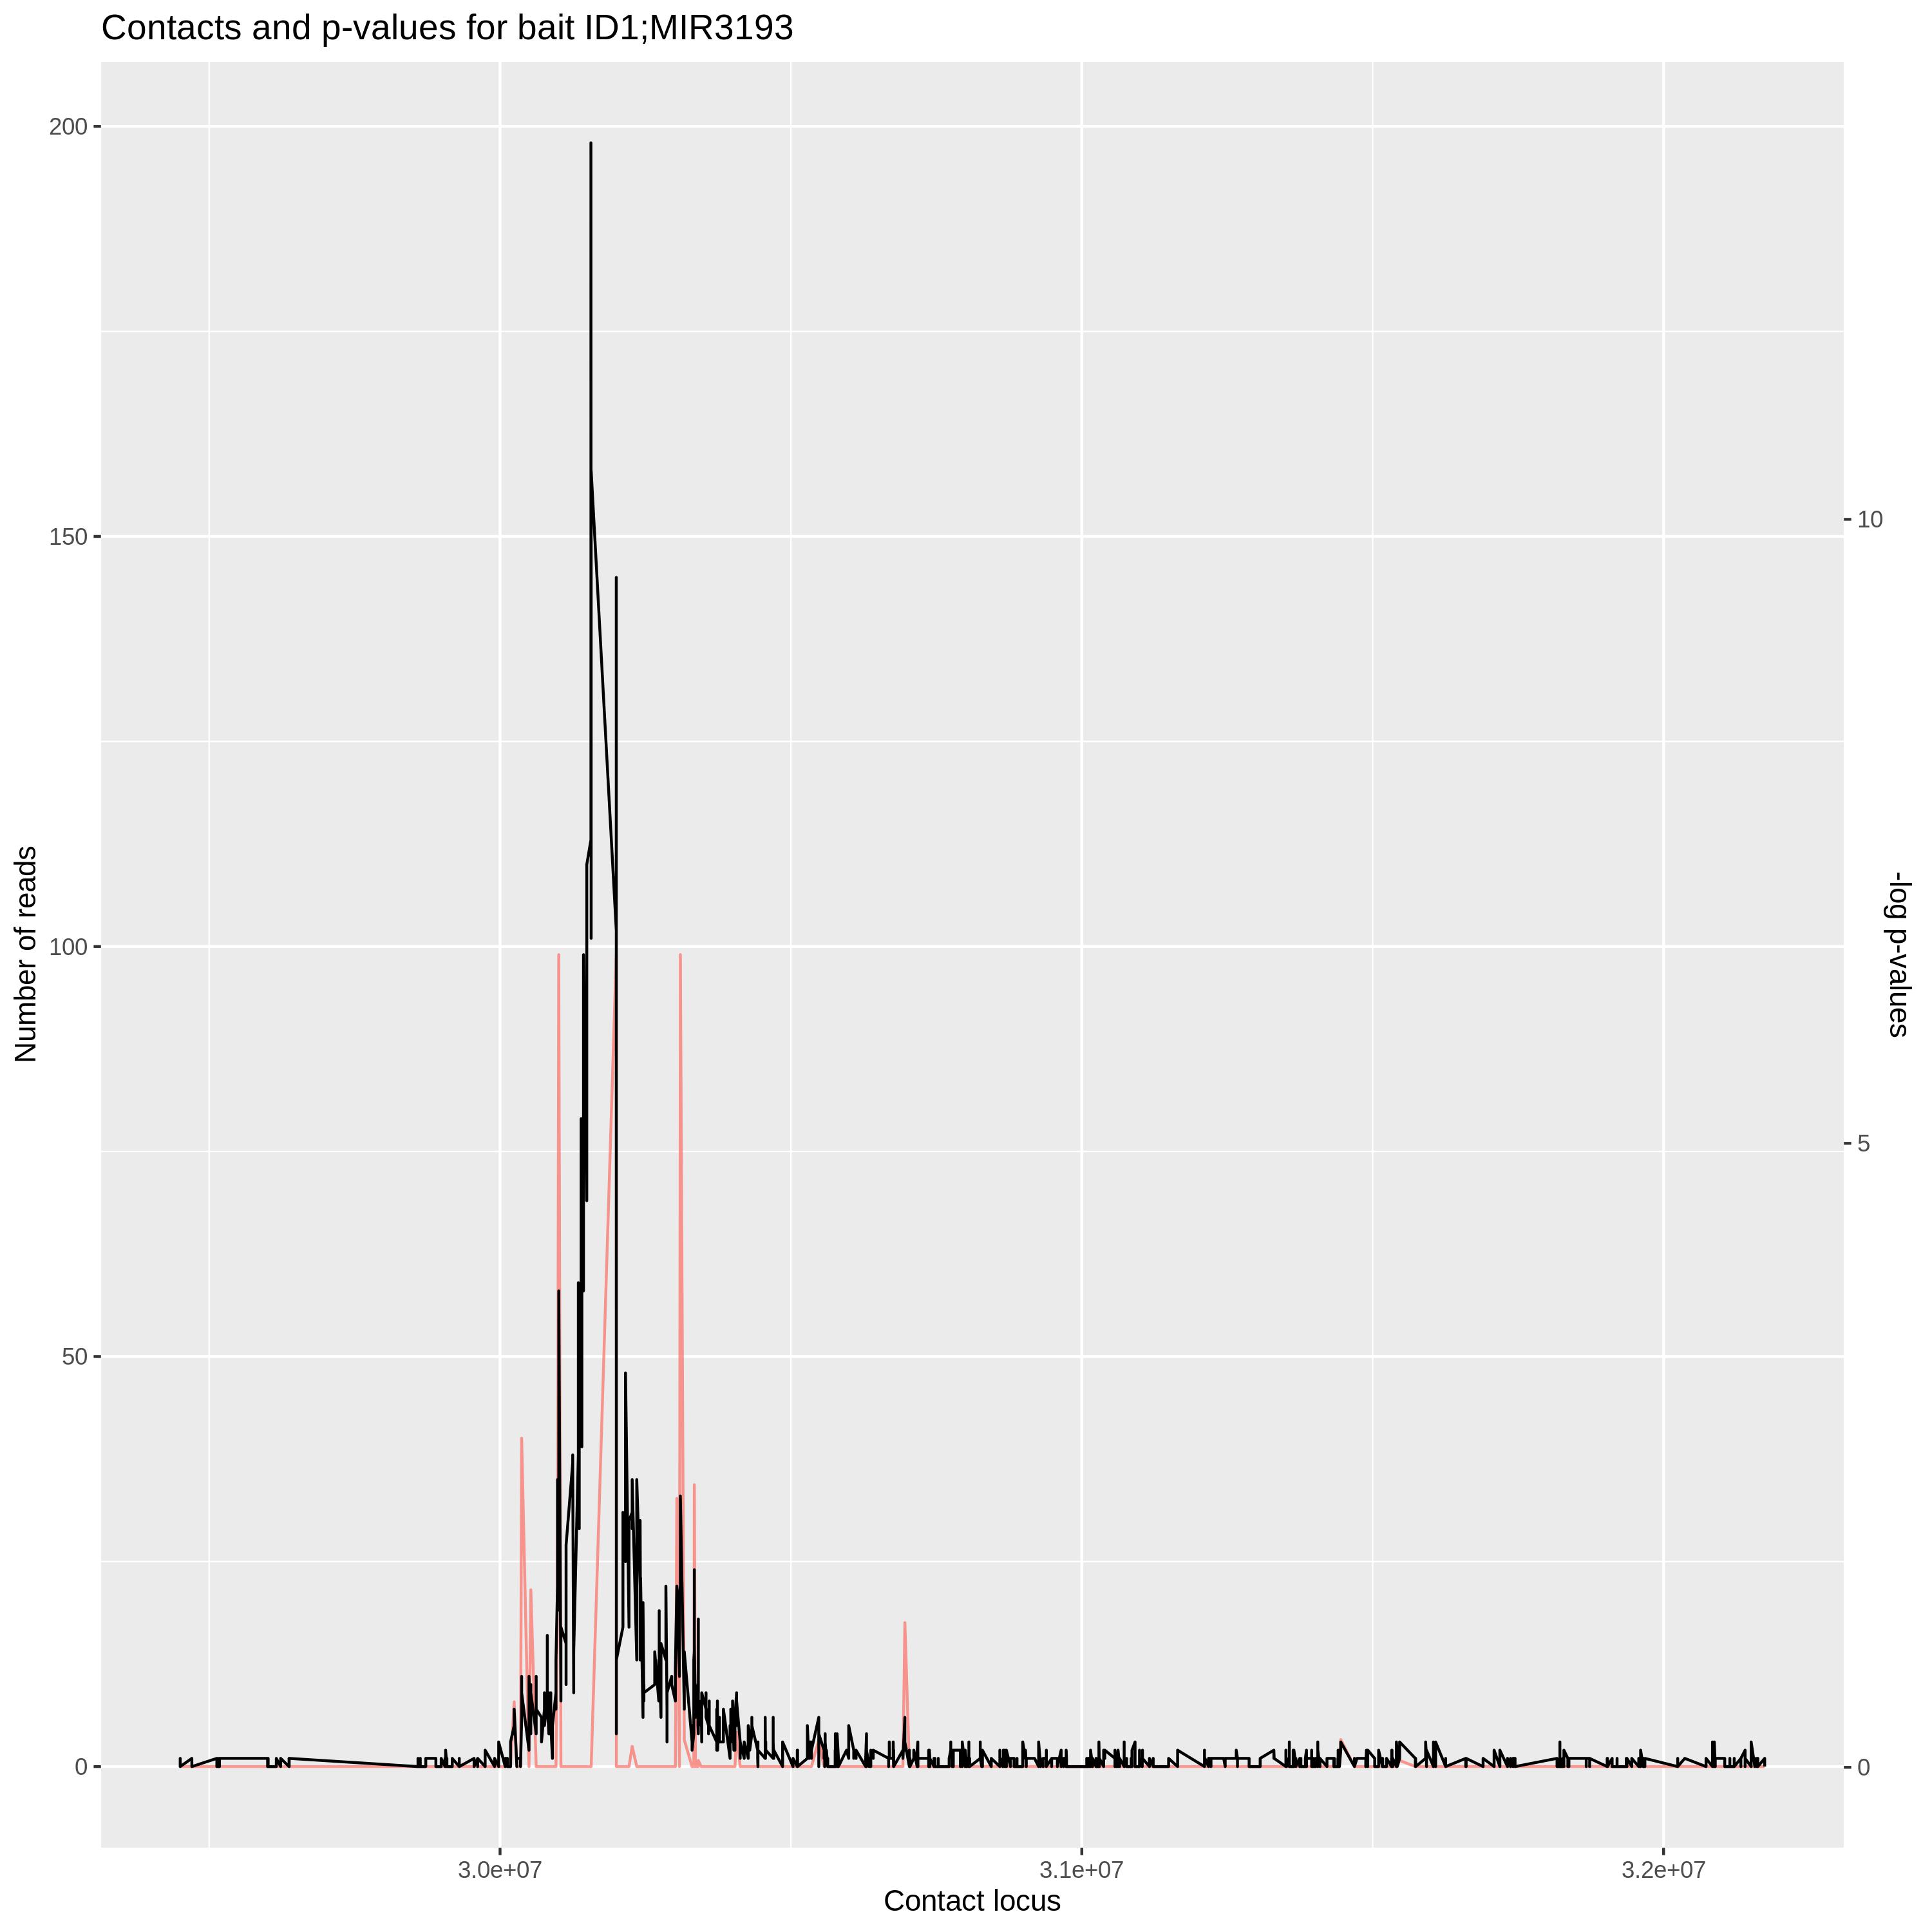 Contacts and p-values for bait ID1;MIR3193
200
150
100
50
0
Number of reads
10
5
0
-log p-values
3.0e+07
3.1e+07
3.2e+07
Contact locus